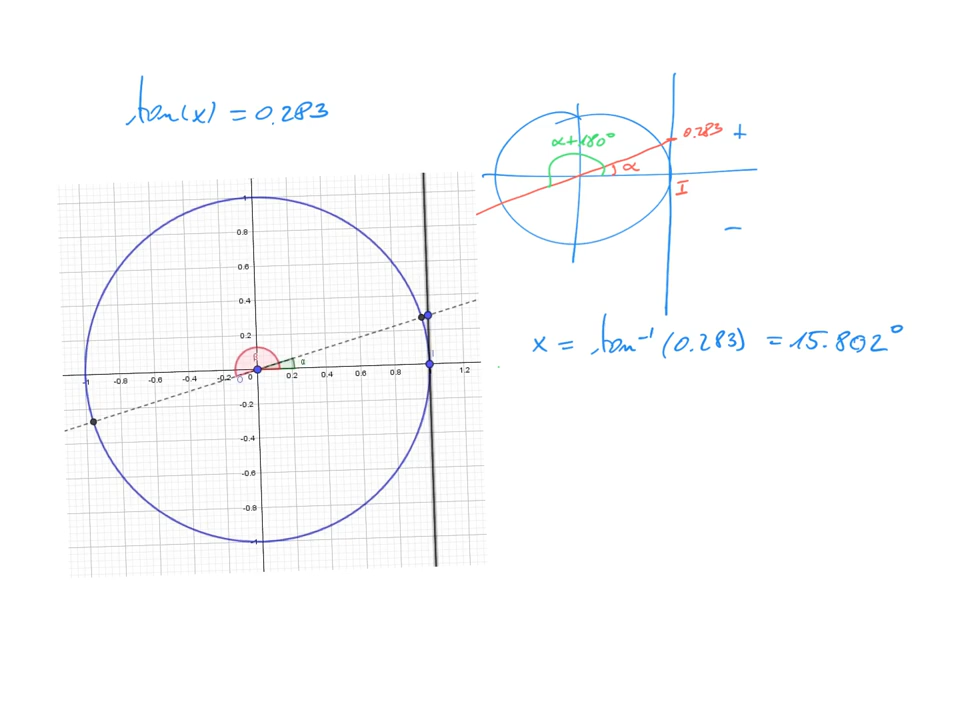 tan(x) = 0.283
α+180°
0.283 +
α
I
−
x = tan⁻¹(0.283) = 15.802°
1
0.8
0.6
0.4
0.2
-1 -0.8 -0.6 -0.4 -0.2 0 0.2 0.4 0.6 0.8 1.2
α
-0.2
-0.4
-0.6
-0.8
-1